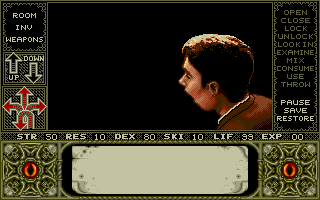 ROOM
INV
WEAPONS
UP
DOWN
OPEN
CLOSE
LOCK
UNLOCK
LOOK IN
EXAMINE
MIX
CONSUME
USE
THROW
PAUSE
SAVE
RESTORE
STR 50 RES 10 DEX 80 SKI 10 LIF 99 EXP 00